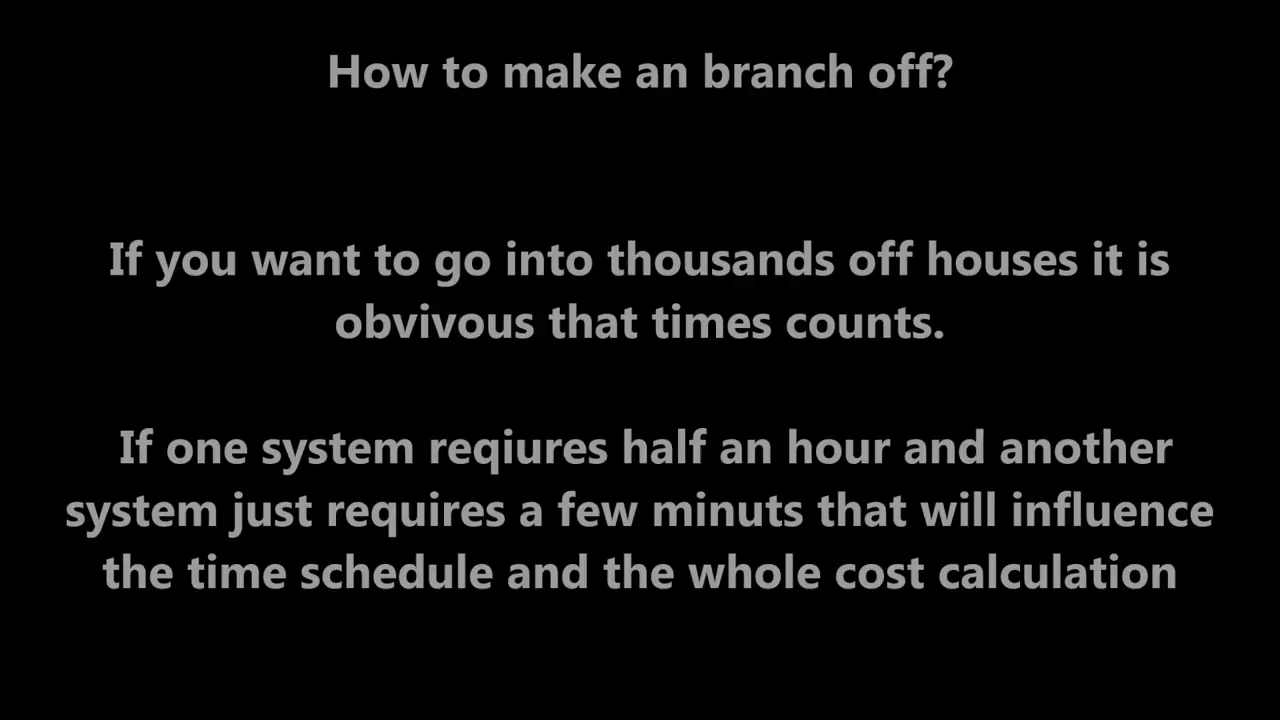 How to make an branch off?
If you want to go into thousands off houses it is
obvivous that times counts.
If one system reqiures half an hour and another
system just requires a few minuts that will influence
the time schedule and the whole cost calculation